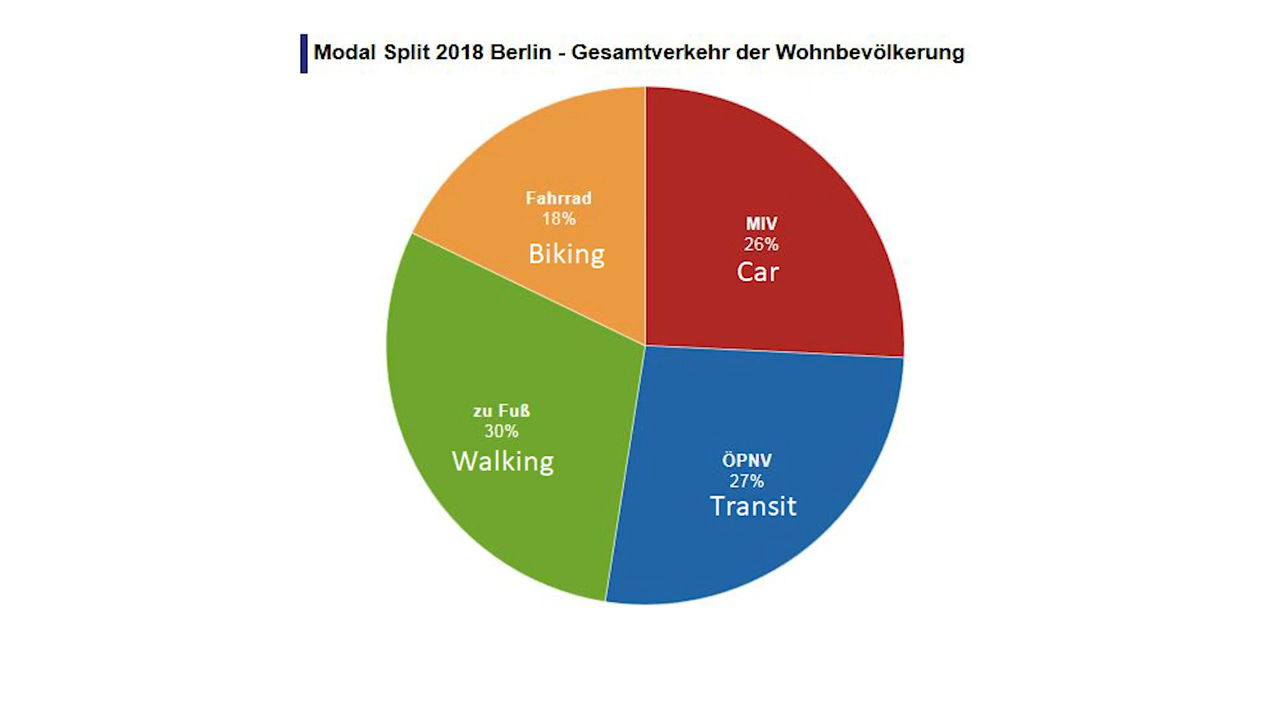 Modal Split 2018 Berlin - Gesamtverkehr der Wohnbevölkerung
Fahrrad
18%
Biking
MIV
26%
Car
zu Fuß
30%
Walking
ÖPNV
27%
Transit